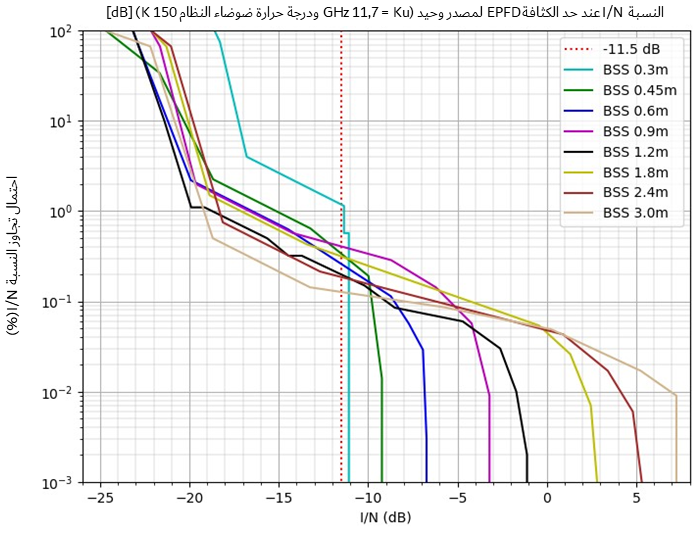 النسبة I/N عند حد الكثافة EPFD لمصدر وحيد (Ku = 11,7 GHz ودرجة حرارة ضوضاء النظام 150 K) [dB]
10²
10¹
10⁰
10⁻¹
10⁻²
10⁻³
احتمال تجاوز النسبة I/N (%)
-11.5 dB
BSS 0.3m
BSS 0.45m
BSS 0.6m
BSS 0.9m
BSS 1.2m
BSS 1.8m
BSS 2.4m
BSS 3.0m
−25 −20 −15 −10 −5 0 5
I/N (dB)